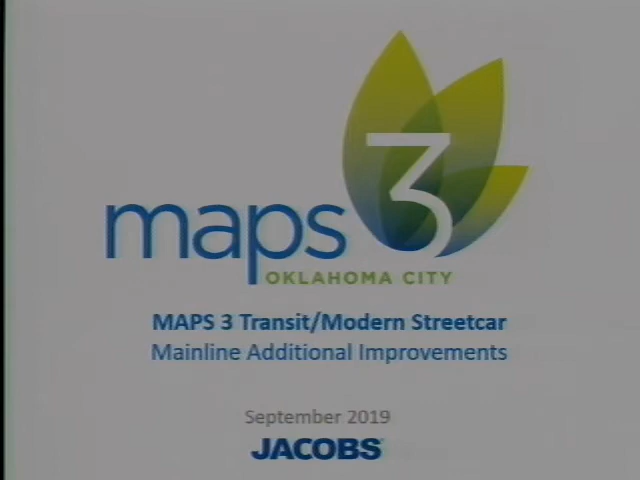 maps 3
OKLAHOMA CITY
MAPS 3 Transit/Modern Streetcar
Mainline Additional Improvements
September 2019
JACOBS